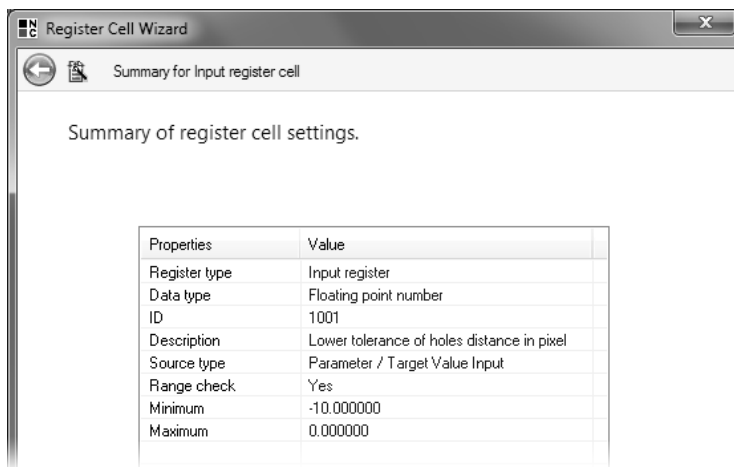 Register Cell Wizard
Summary for Input register cell
Summary of register cell settings.
Properties Value
Register type Input register
Data type Floating point number
ID 1001
Description Lower tolerance of holes distance in pixel
Source type Parameter / Target Value Input
Range check Yes
Minimum -10.000000
Maximum 0.000000